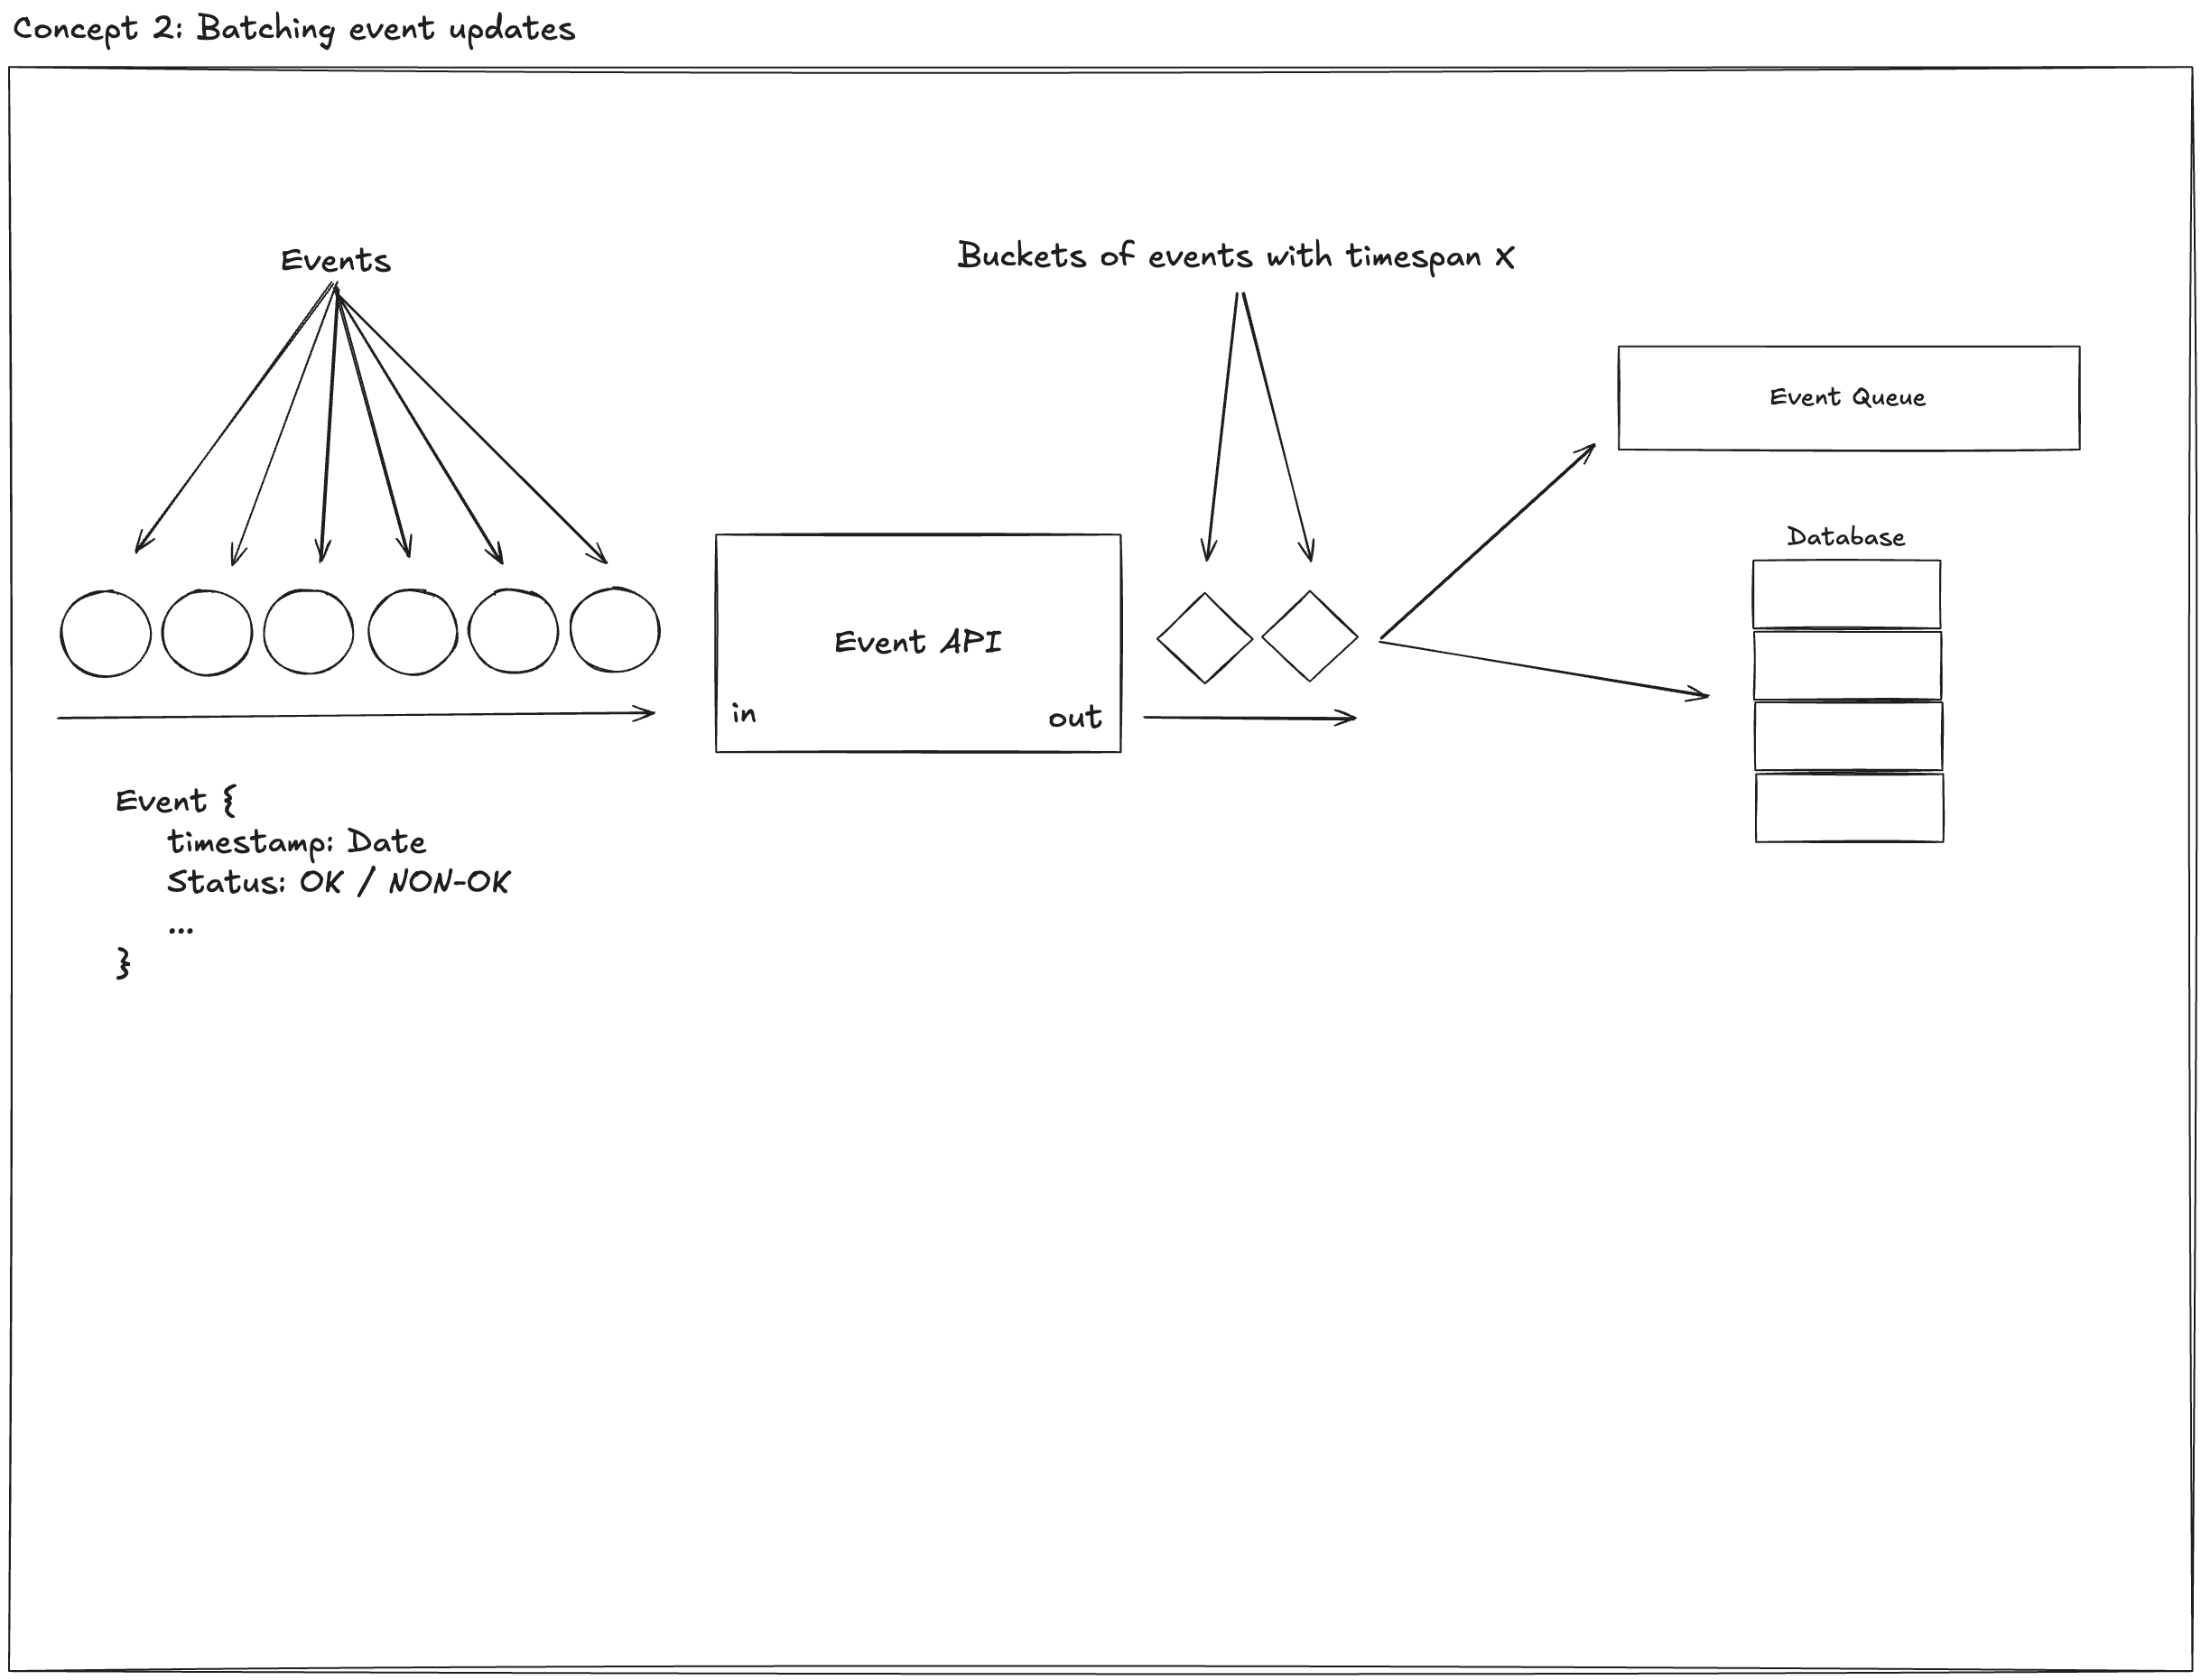 Concept 2: Batching event updates
Events
Buckets of events with timespan X
Event Queue
Database
Event API
in
out
Event {
timestamp: Date
Status: OK / NON-OK
...
}